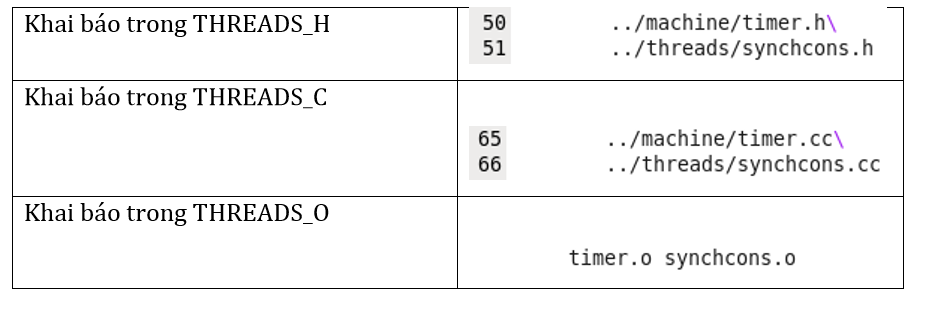 Khai báo trong THREADS_H
50 ../machine/timer.h\
51 ../threads/synchcons.h
Khai báo trong THREADS_C
65 ../machine/timer.cc\
66 ../threads/synchcons.cc
Khai báo trong THREADS_O
timer.o synchcons.o